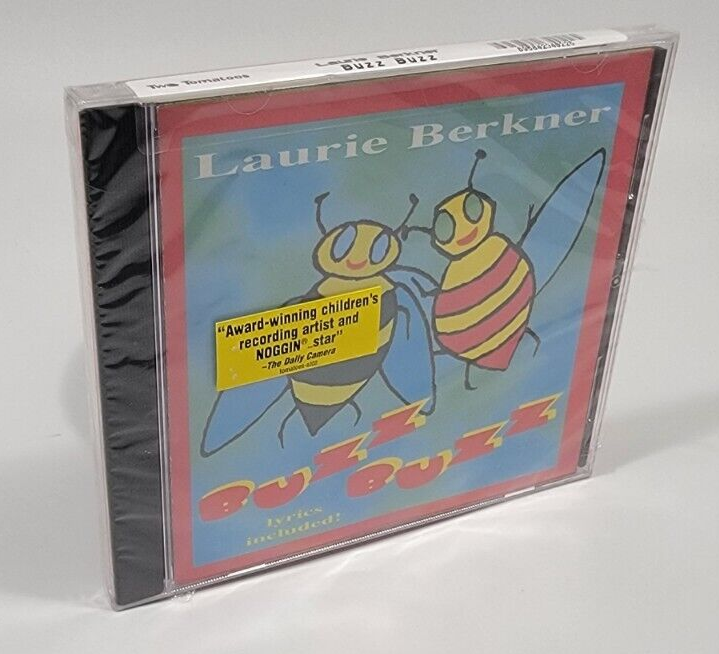 Two Tomatoes
Laurie Berkner
Buzz Buzz
Laurie Berkner
"Award-winning children's
recording artist and
NOGGIN® ...star"
–The Daily Camera
BUZZ
BUZZ
lyrics
included!